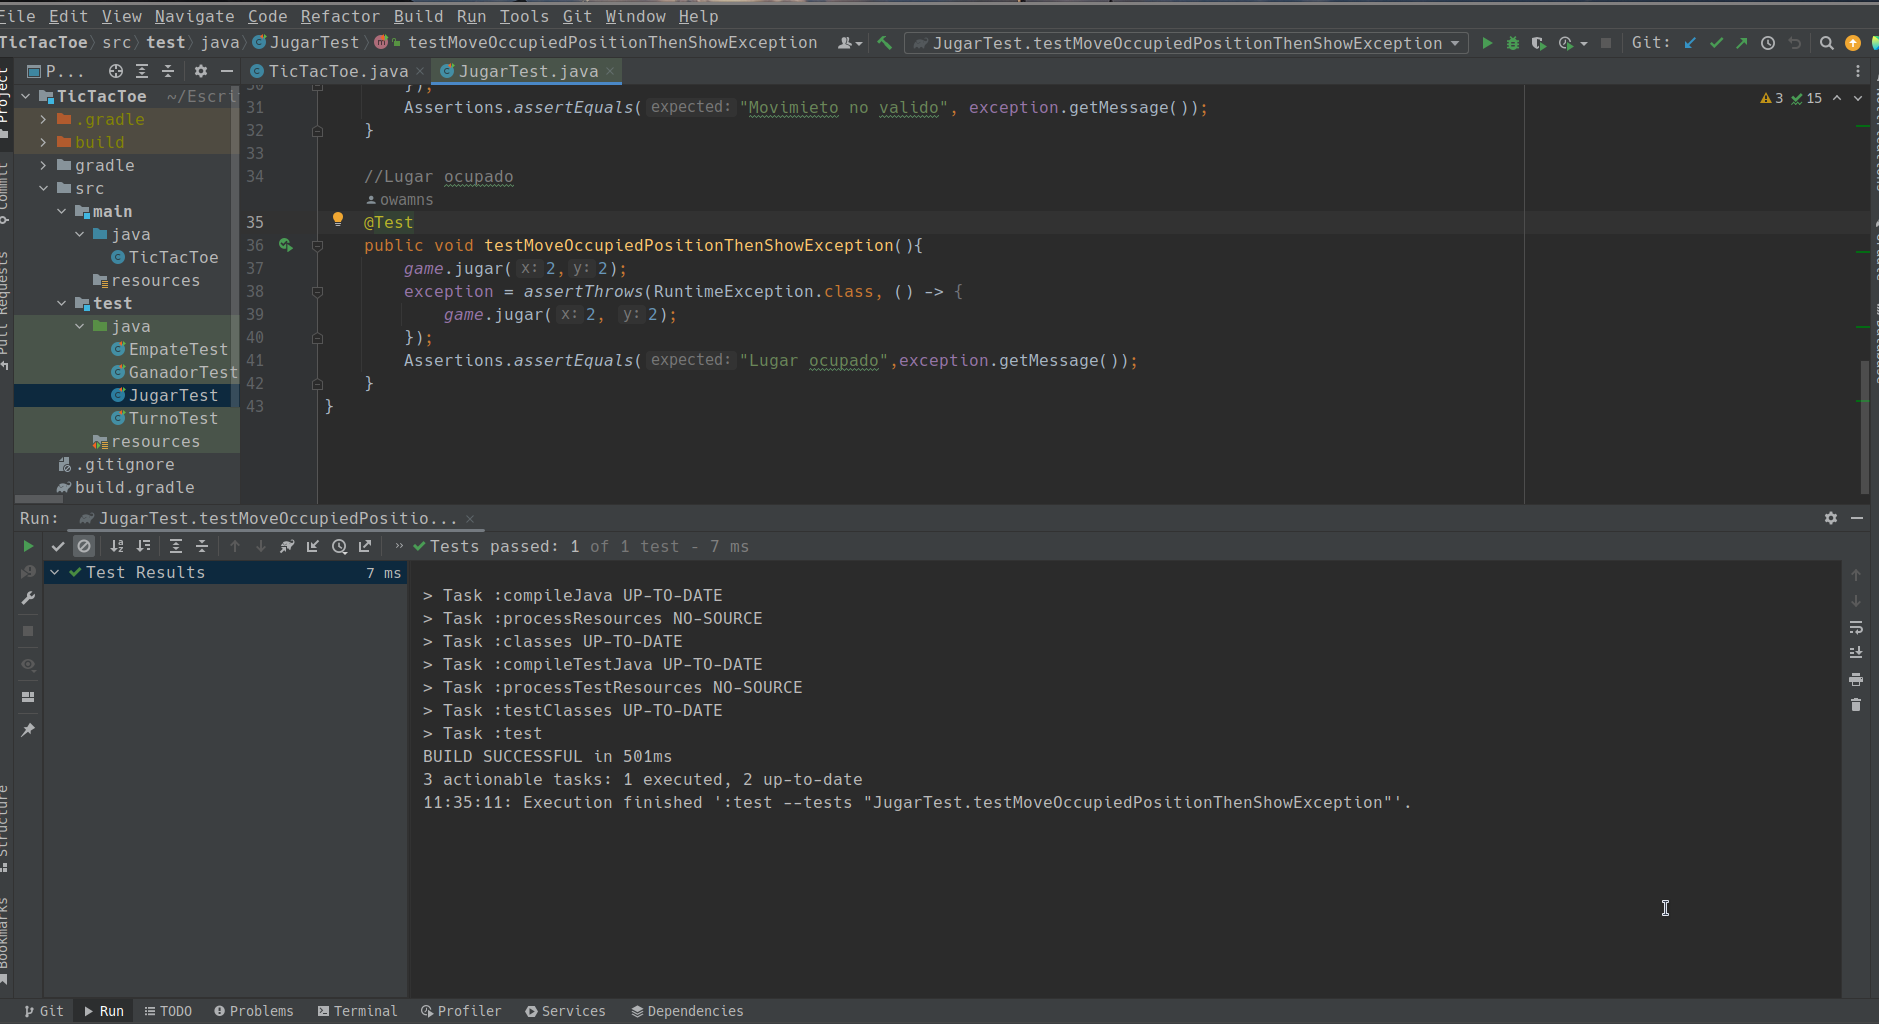 File Edit View Navigate Code Refactor Build Run Tools Git Window Help
TicTacToe src test java JugarTest testMoveOccupiedPositionThenShowException JugarTest.testMoveOccupiedPositionThenShowException Git:
P... TicTacToe.java JugarTest.java
Project
Commit
Pull Requests
Structure
Bookmarks
TicTacToe ~/Escri
.gradle
build
gradle
src
main
java
TicTacToe
resources
test
java
EmpateTest
GanadorTest
JugarTest
TurnoTest
resources
.gitignore
build.gradle
3 15
30 });
31 Assertions.assertEquals( expected: "Movimieto no valido", exception.getMessage());
32 }
33
34 //Lugar ocupado
owamns
35 @Test
36 public void testMoveOccupiedPositionThenShowException(){
37 game.jugar( x: 2, y: 2);
38 exception = assertThrows(RuntimeException.class, () -> {
39 game.jugar( x: 2, y: 2);
40 });
41 Assertions.assertEquals( expected: "Lugar ocupado",exception.getMessage());
42 }
43 }
Run: JugarTest.testMoveOccupiedPositio...
» Tests passed: 1 of 1 test - 7 ms
Test Results 7 ms
> Task :compileJava UP-TO-DATE
> Task :processResources NO-SOURCE
> Task :classes UP-TO-DATE
> Task :compileTestJava UP-TO-DATE
> Task :processTestResources NO-SOURCE
> Task :testClasses UP-TO-DATE
> Task :test
BUILD SUCCESSFUL in 501ms
3 actionable tasks: 1 executed, 2 up-to-date
11:35:11: Execution finished ':test --tests "JugarTest.testMoveOccupiedPositionThenShowException"'.
Git Run TODO Problems Terminal Profiler Services Dependencies